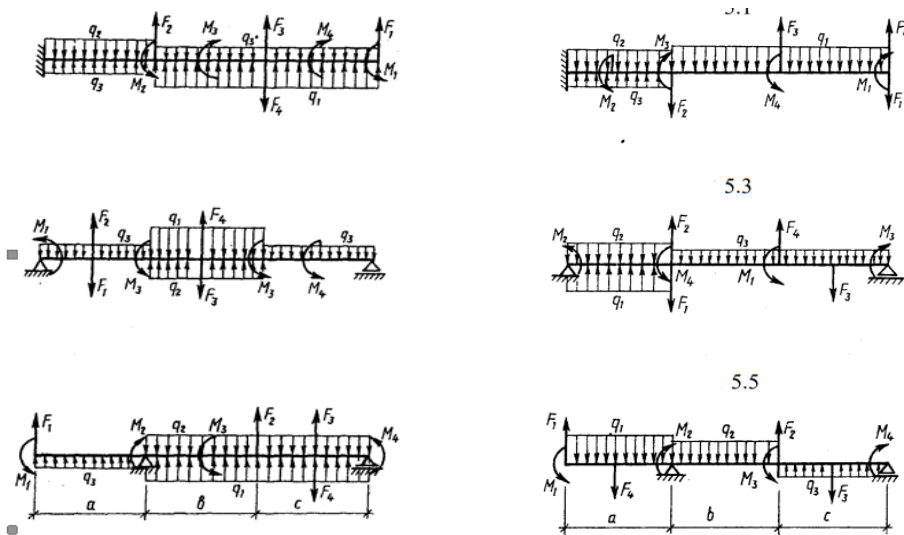 5.1
q₂ F₂ M₃ q₃ F₃ M₄ F₁
q₃ M₂ F₄ q₁ M₁
q₂ M₃ F₃ q₁
M₂ q₃ F₂ M₄ M₁ F₁
5.3
M₁ F₂ q₃ q₁ F₄ q₃
F₁ M₃ q₂ F₃ M₃ M₄
M₂ q₂ F₂ q₃ F₄ M₃
q₁ M₄ F₁ M₁ F₃
5.5
F₁ M₂ q₂ M₃ F₂ F₃ M₄
M₁ q₃ q₁ F₄
a в c
F₁ q₁ M₂ q₂ F₂ M₄
M₁ F₄ M₃ q₃ F₃
a b c